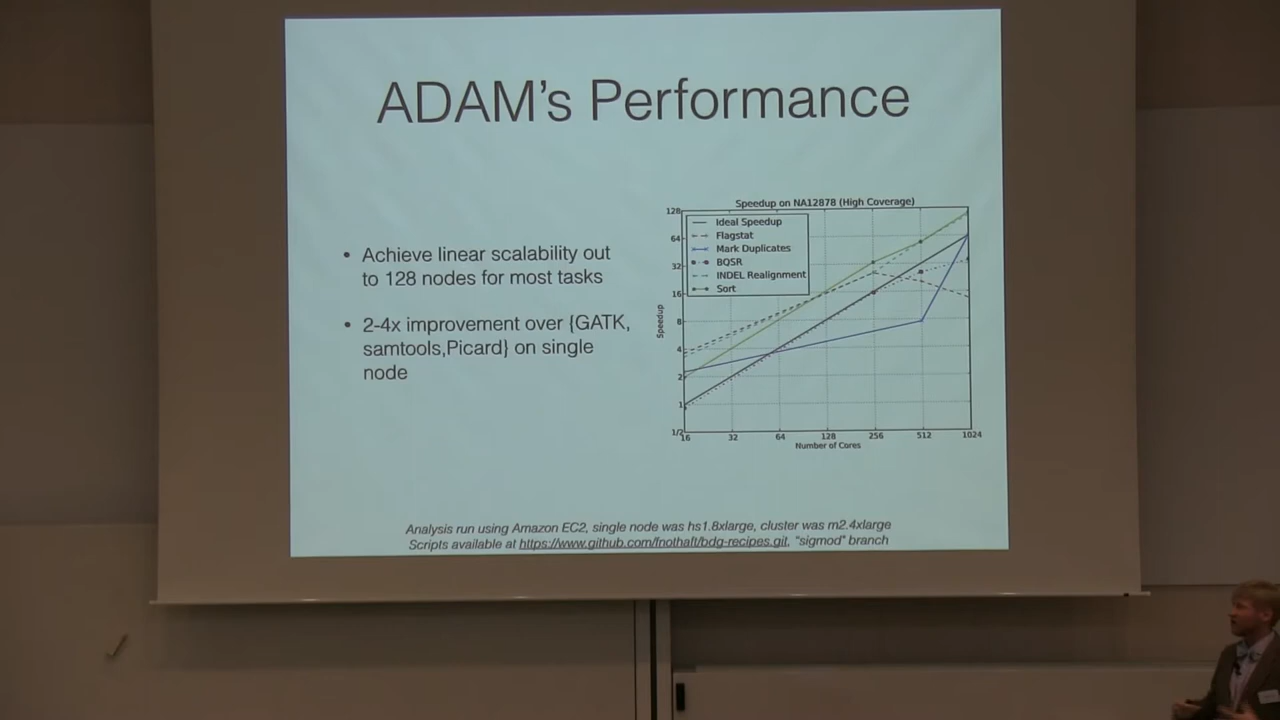 ADAM's Performance
• Achieve linear scalability out
to 128 nodes for most tasks
• 2-4x improvement over {GATK,
samtools,Picard} on single
node
Speedup on NA12878 (High Coverage)
Ideal Speedup
Flagstat
Mark Duplicates
BQSR
INDEL Realignment
Sort
128
64
32
16
8
4
2
1
1/2
Speedup
16 32 64 128 256 512 1024
Number of Cores
Analysis run using Amazon EC2, single node was hs1.8xlarge, cluster was m2.4xlarge
Scripts available at https://www.github.com/fnothaft/bdg-recipes.git, "sigmod" branch